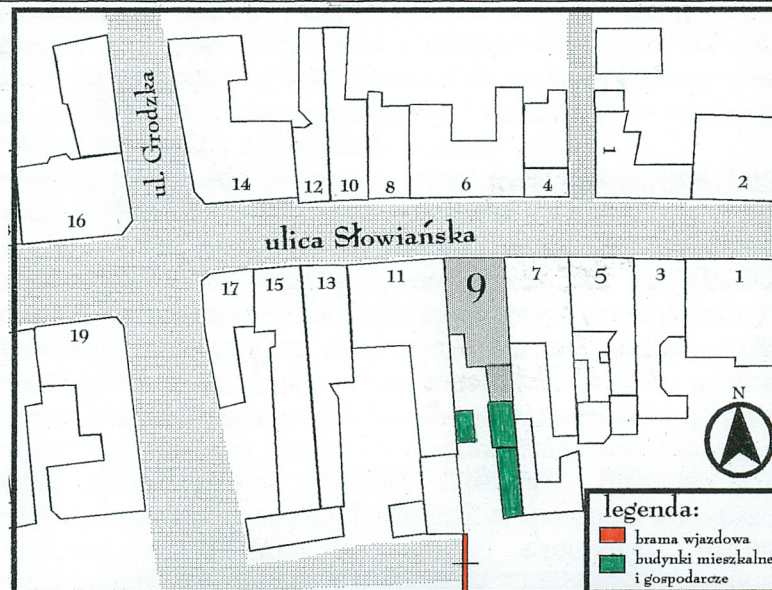 ul. Grodzka
14
12
10
8
6
4
1
2
16
ulica Słowiańska
17
15
13
11
9
7
5
3
1
19
N
legenda:
brama wjazdowa
budynki mieszkalne
i gospodarcze